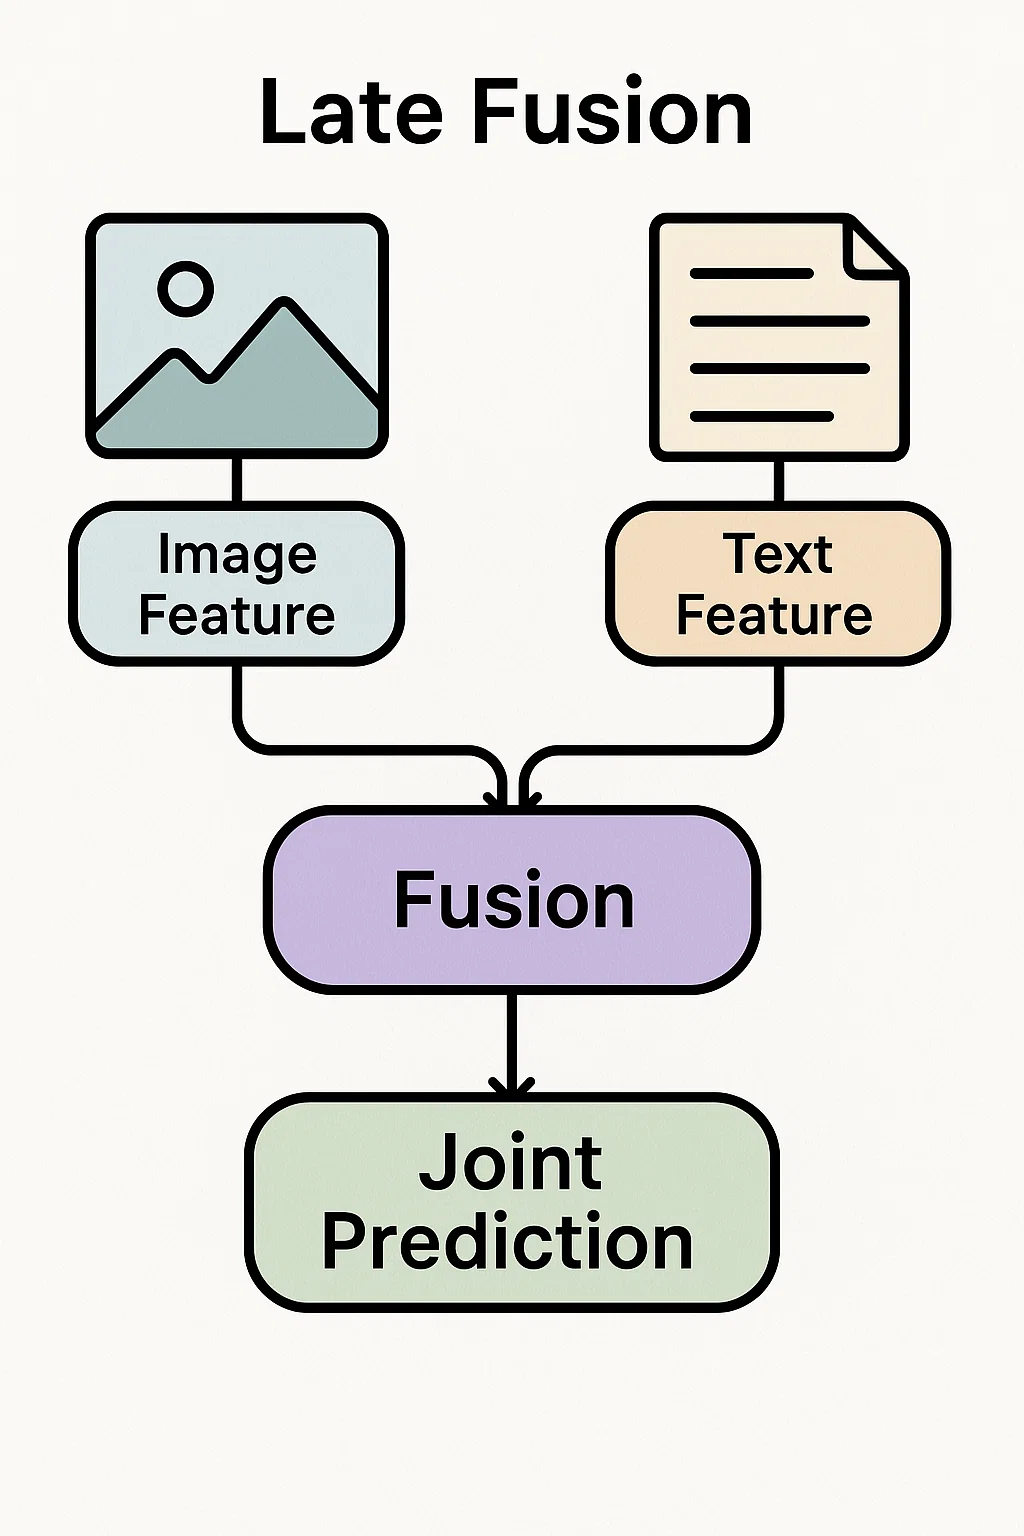 Late Fusion
Image
Feature
Text
Feature
Fusion
Joint
Prediction